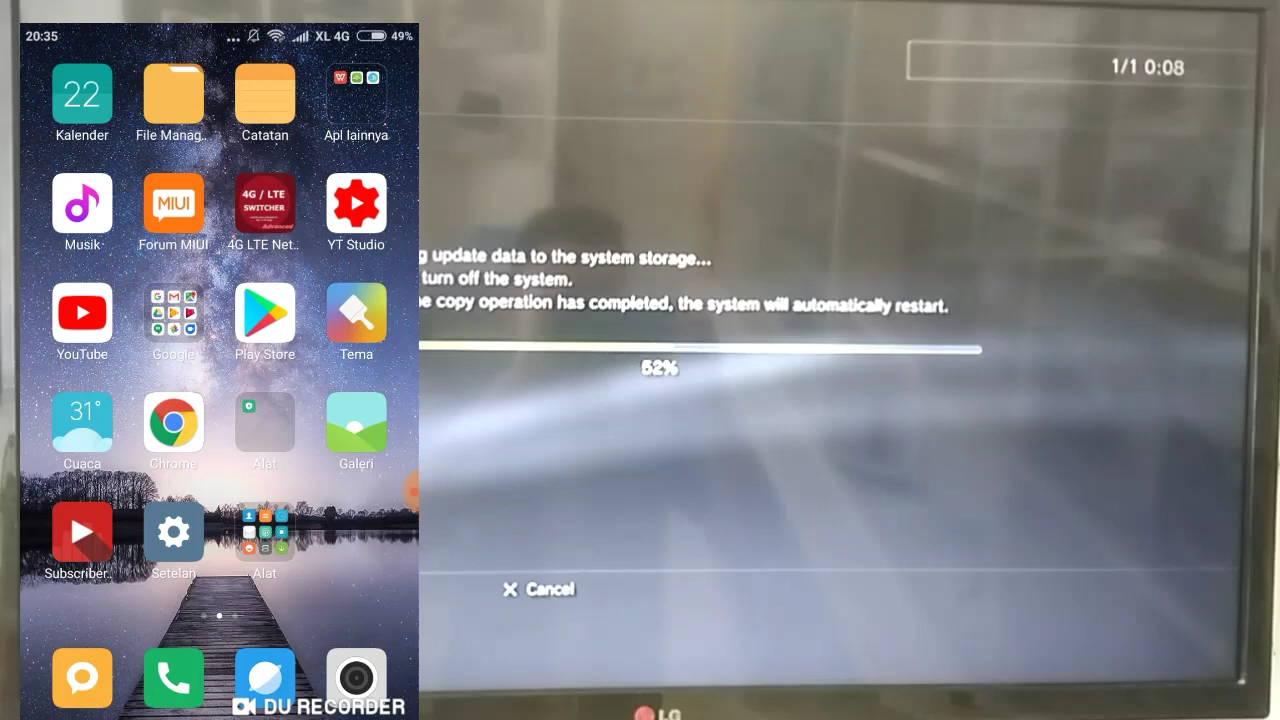 20:35
... XL 4G 49%
22
Kalender
File Manag..
Catatan
Apl lainnya
MIUI
4G / LTE
SWITCHER
Advanced
Musik
Forum MIUI
4G LTE Net..
YT Studio
YouTube
Google
Play Store
Tema
31°
Cuaca
Chrome
Alat
Galeri
Subscriber..
Setelan
Alat
DU RECORDER
1/1 0:08
g update data to the system storage...
turn off the system.
e copy operation has completed, the system will automatically restart.
52%
X Cancel
LG